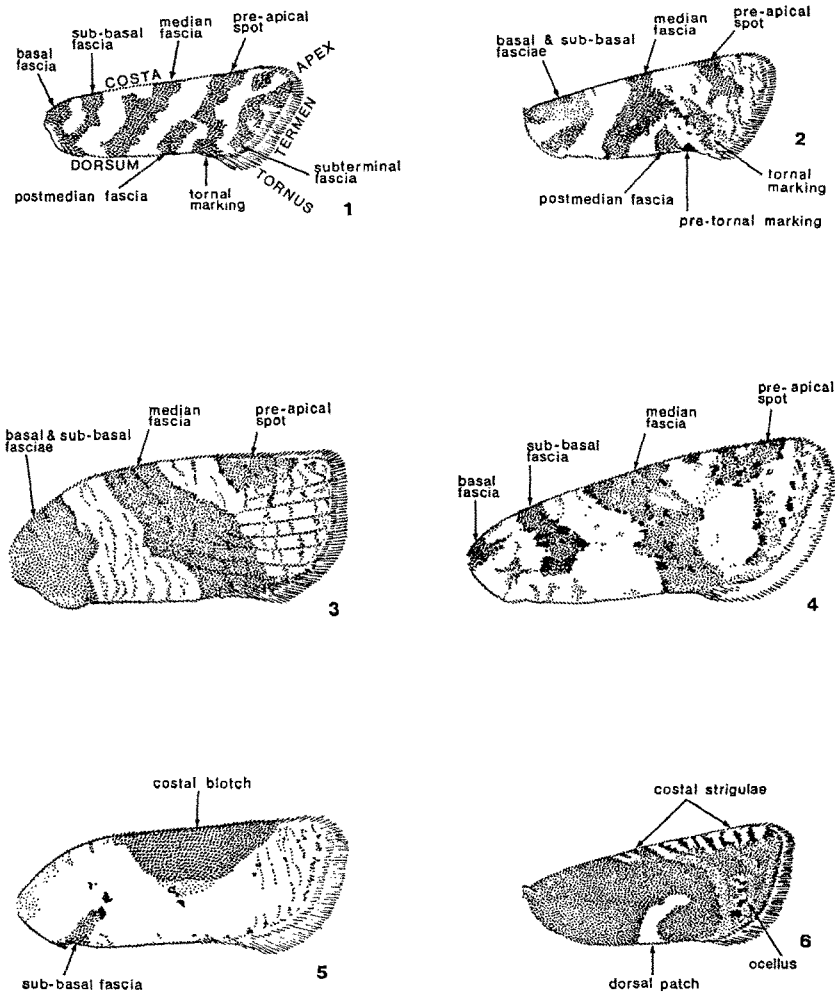 basal
fascia
sub-basal
fascia
median
fascia
pre-apical
spot
COSTA
APEX
TERMEN
TORNUS
DORSUM
postmedian fascia
tornal
marking
subterminal
fascia
1
basal & sub-basal
fasciae
median
fascia
pre-apical
spot
2
tornal
marking
postmedian fascia
pre-tornal marking
basal & sub-basal
fasciae
median
fascia
pre-apical
spot
3
basal
fascia
sub-basal
fascia
median
fascia
pre-apical
spot
4
costal blotch
sub-basal fascia
5
costal strigulae
6
ocellus
dorsal patch